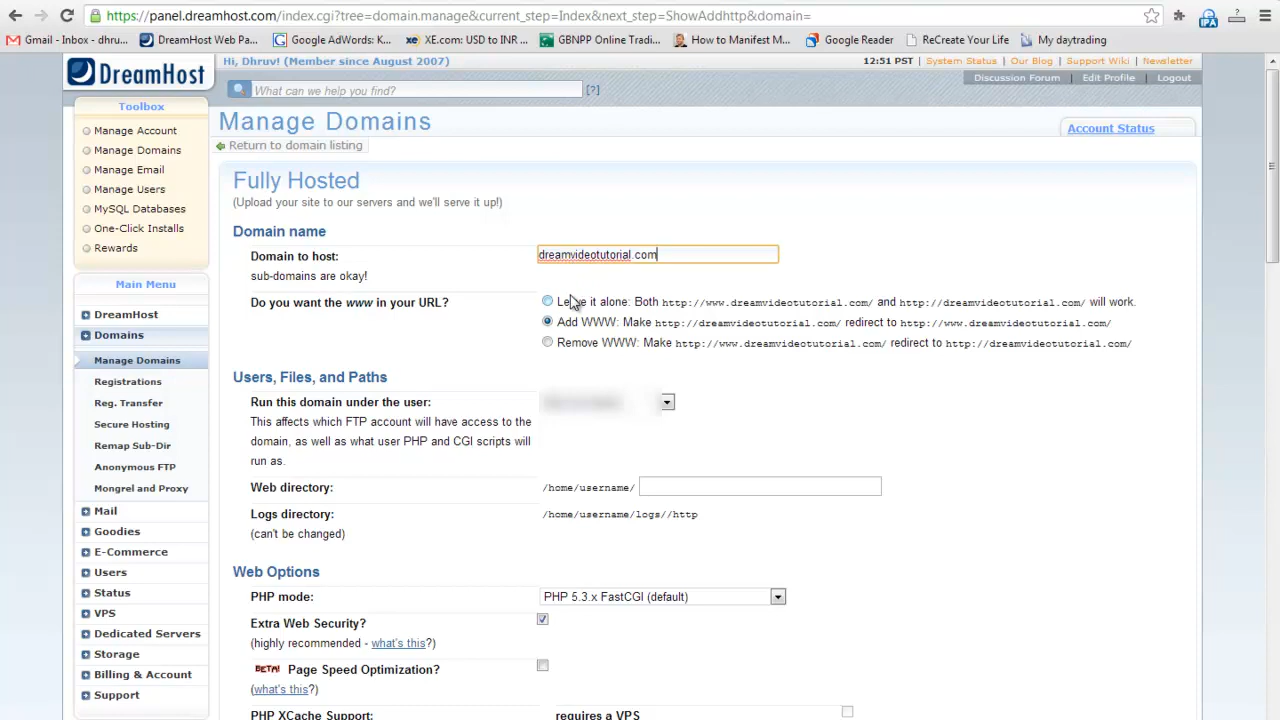 https://panel.dreamhost.com/index.cgi?tree=domain.manage&current_step=Index&next_step=ShowAddhttp&domain=
Gmail - Inbox - dhru... DreamHost Web Pa... Google AdWords: K... XE.com: USD to INR ... GBNPP Online Tradi... How to Manifest M... Google Reader ReCreate Your Life My daytrading
DreamHost
Hi, Dhruv! (Member since August 2007)
12:51 PST | System Status | Our Blog | Support Wiki | Newsletter
Discussion Forum | Edit Profile | Logout
What can we help you find? [?]
Toolbox
Manage Account
Manage Domains
Manage Email
Manage Users
MySQL Databases
One-Click Installs
Rewards
Main Menu
DreamHost
Domains
Manage Domains
Registrations
Reg. Transfer
Secure Hosting
Remap Sub-Dir
Anonymous FTP
Mongrel and Proxy
Mail
Goodies
E-Commerce
Users
Status
VPS
Dedicated Servers
Storage
Billing & Account
Support
Manage Domains
Account Status
Return to domain listing
Fully Hosted
(Upload your site to our servers and we'll serve it up!)
Domain name
Domain to host: dreamvideotutorial.com
sub-domains are okay!
Do you want the www in your URL?
Leave it alone: Both http://www.dreamvideotutorial.com/ and http://dreamvideotutorial.com/ will work.
Add WWW: Make http://dreamvideotutorial.com/ redirect to http://www.dreamvideotutorial.com/
Remove WWW: Make http://www.dreamvideotutorial.com/ redirect to http://dreamvideotutorial.com/
Users, Files, and Paths
Run this domain under the user:
This affects which FTP account will have access to the
domain, as well as what user PHP and CGI scripts will
run as.
Web directory: /home/username/
Logs directory: /home/username/logs//http
(can't be changed)
Web Options
PHP mode: PHP 5.3.x FastCGI (default)
Extra Web Security?
(highly recommended - what's this?)
BETA! Page Speed Optimization?
(what's this?)
PHP XCache Support: requires a VPS